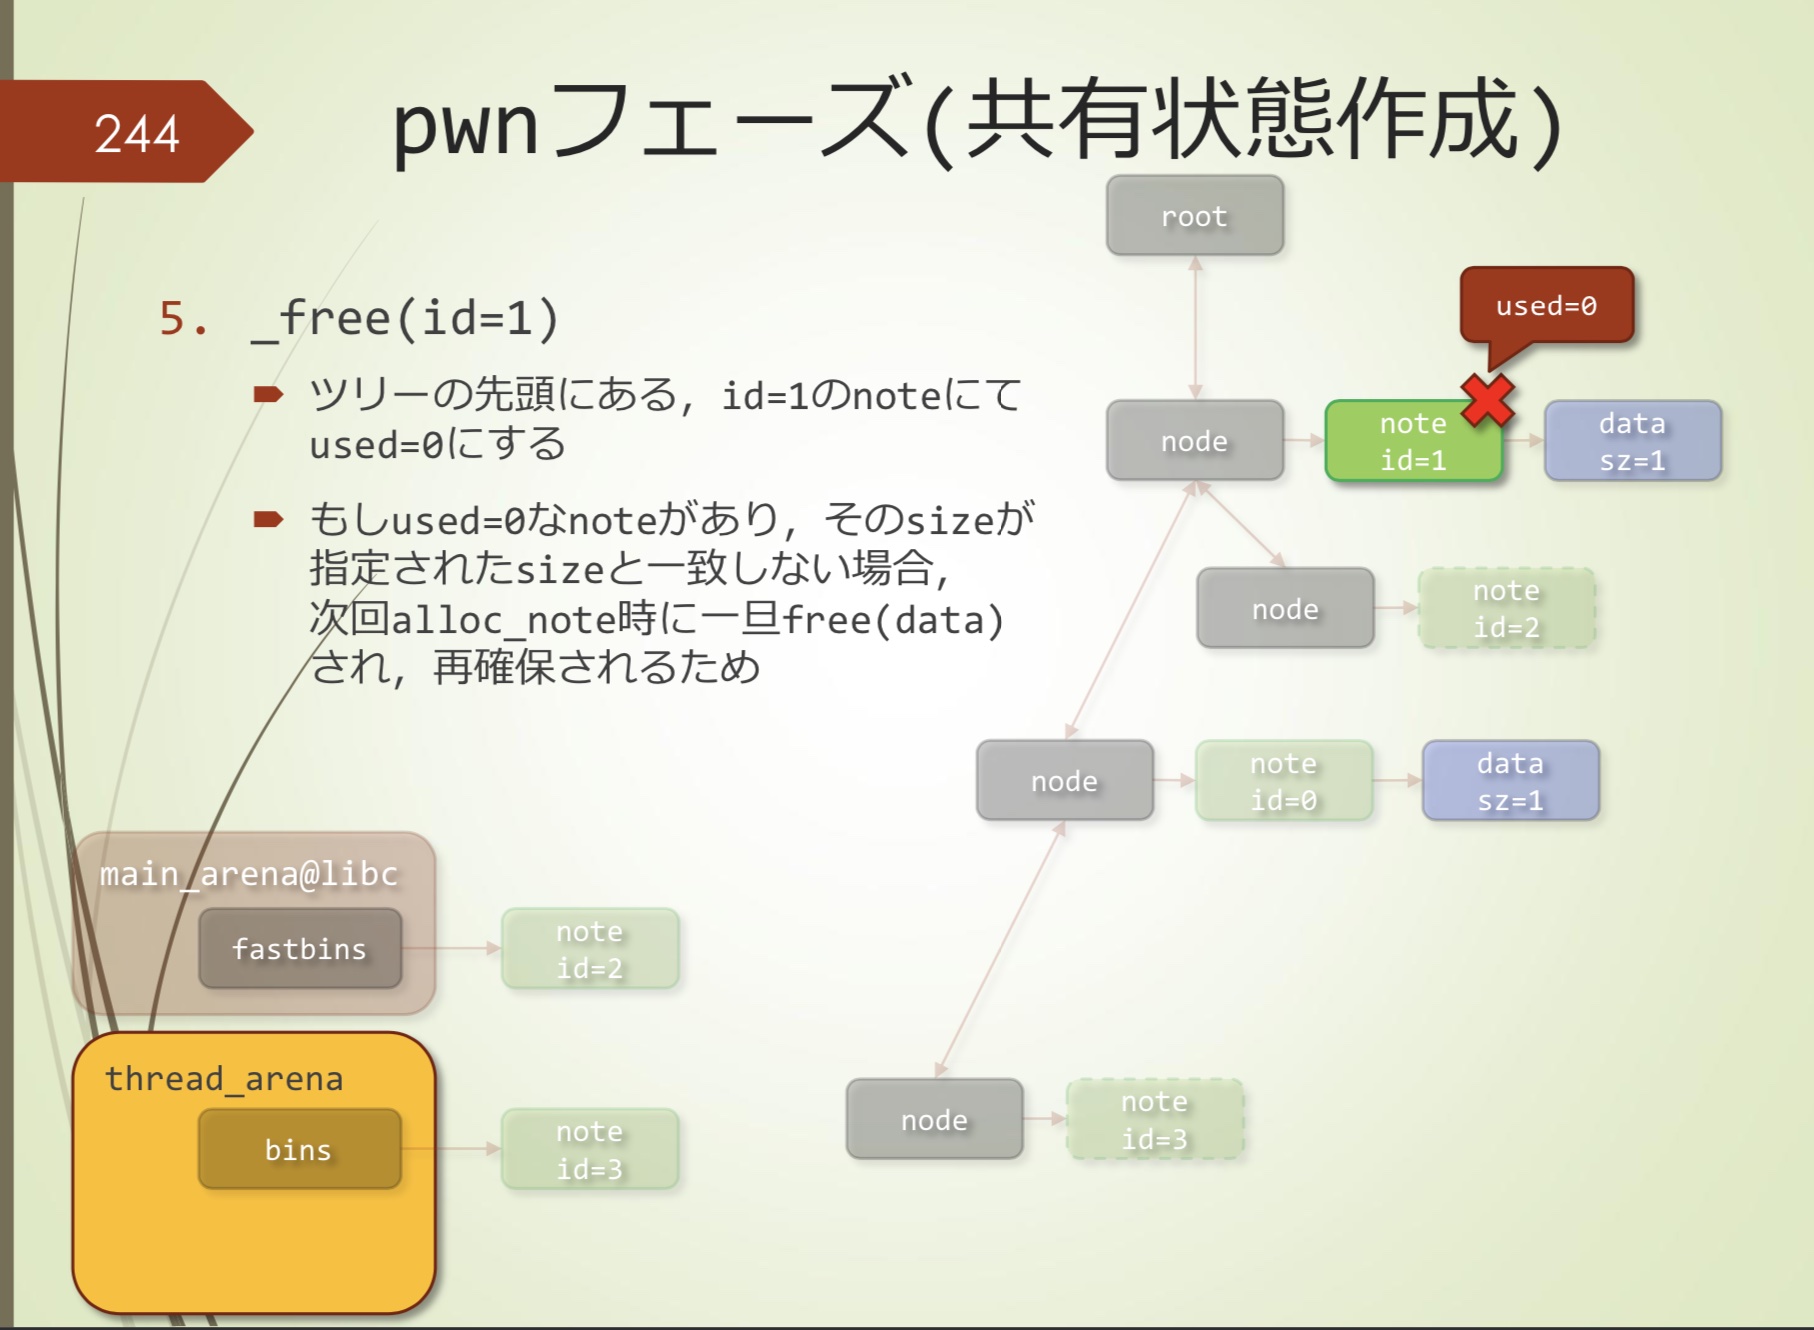 244
pwnフェーズ(共有状態作成)
5. _free(id=1)
ツリーの先頭にある, id=1のnoteにて
used=0にする
もしused=0なnoteがあり, そのsizeが
指定されたsizeと一致しない場合,
次回alloc_note時に一旦free(data)
され, 再確保されるため
root
used=0
node
note
id=1
data
sz=1
node
note
id=2
node
note
id=0
data
sz=1
main_arena@libc
fastbins
note
id=2
thread_arena
bins
note
id=3
node
note
id=3